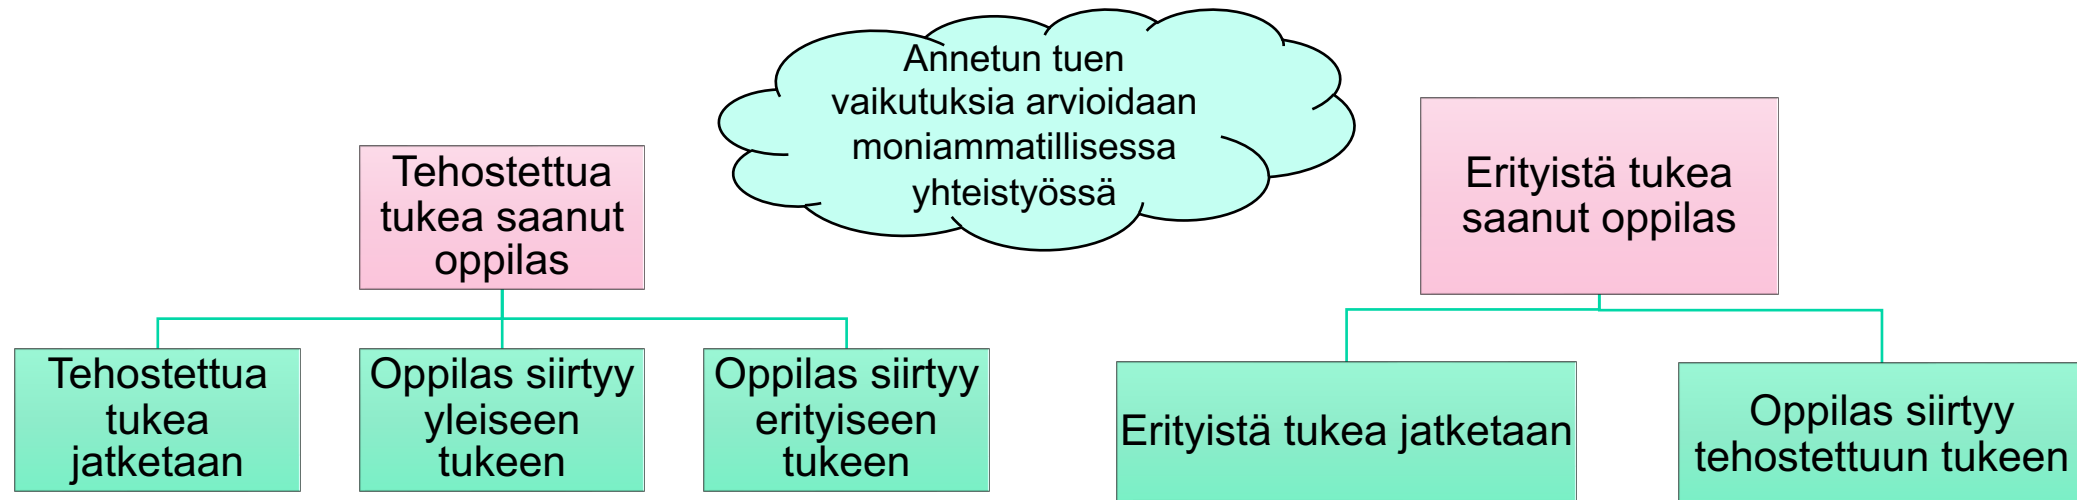 Annetun tuen
vaikutuksia arvioidaan
moniammatillisessa
yhteistyössä
Tehostettua
tukea saanut
oppilas
Erityistä tukea
saanut oppilas
Tehostettua
tukea
jatketaan
Oppilas siirtyy
yleiseen
tukeen
Oppilas siirtyy
erityiseen
tukeen
Erityistä tukea jatketaan
Oppilas siirtyy
tehostettuun tukeen